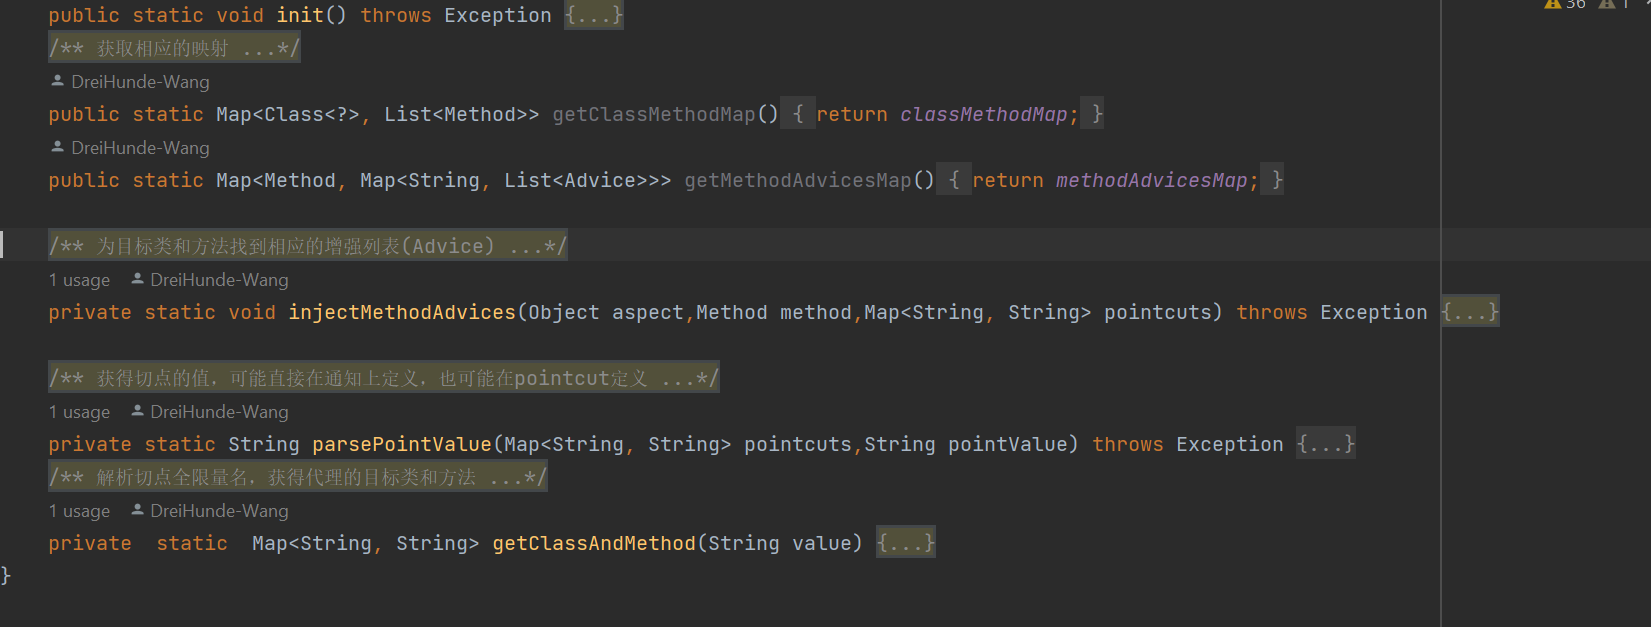 36 1
public static void init() throws Exception {...}
/** 获取相应的映射 ...*/
DreiHunde-Wang
public static Map<Class<?>, List<Method>> getClassMethodMap() { return classMethodMap; }
DreiHunde-Wang
public static Map<Method, Map<String, List<Advice>>> getMethodAdvicesMap() { return methodAdvicesMap; }
/** 为目标类和方法找到相应的增强列表(Advice) ...*/
1 usage DreiHunde-Wang
private static void injectMethodAdvices(Object aspect,Method method,Map<String, String> pointcuts) throws Exception {...}
/** 获得切点的值，可能直接在通知上定义，也可能在pointcut定义 ...*/
1 usage DreiHunde-Wang
private static String parsePointValue(Map<String, String> pointcuts,String pointValue) throws Exception {...}
/** 解析切点全限量名，获得代理的目标类和方法 ...*/
1 usage DreiHunde-Wang
private static Map<String, String> getClassAndMethod(String value) {...}
}